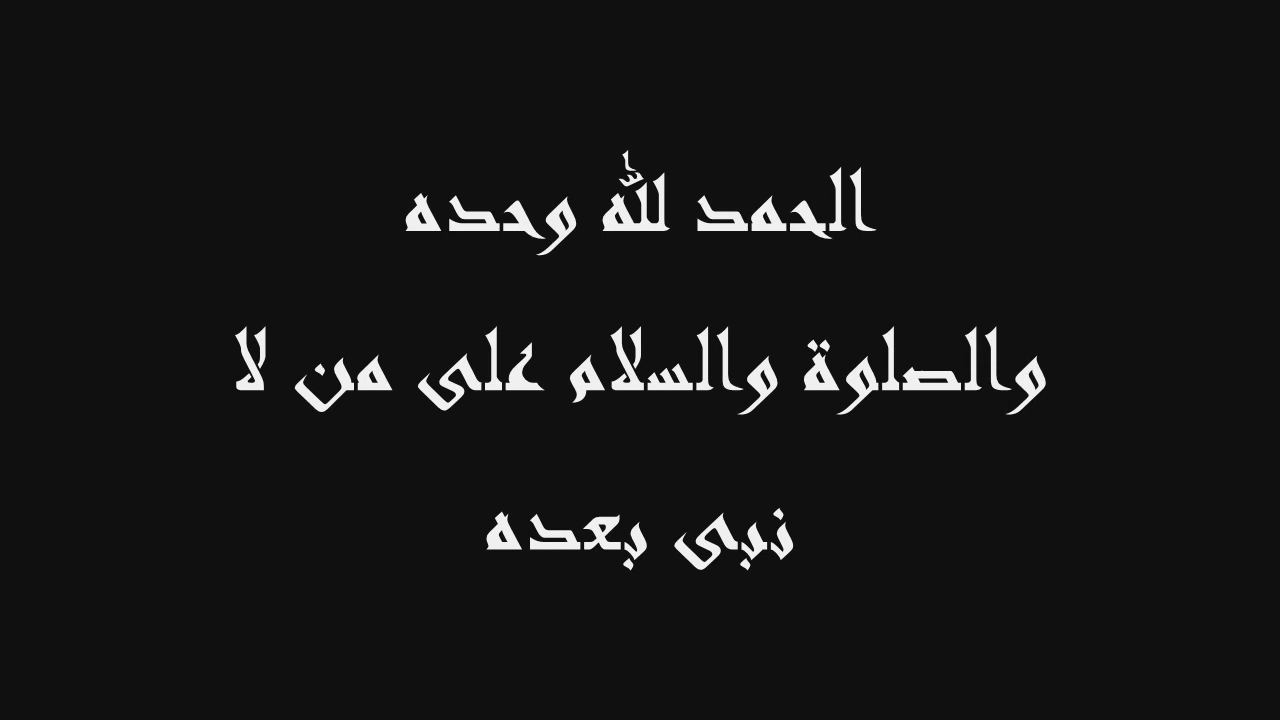 الحمد لله وحده
والصلوة والسلام على من لا
نبى بعده